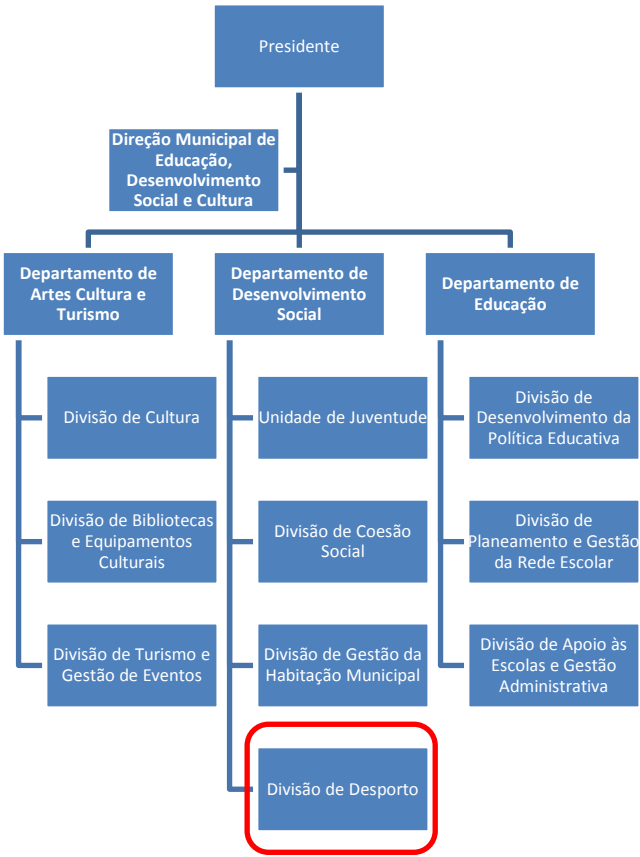 Presidente
Direção Municipal de
Educação,
Desenvolvimento
Social e Cultura
Departamento de
Artes Cultura e
Turismo
Departamento de
Desenvolvimento
Social
Departamento de
Educação
Divisão de Cultura
Divisão de Bibliotecas
e Equipamentos
Culturais
Divisão de Turismo e
Gestão de Eventos
Unidade de Juventude
Divisão de Coesão
Social
Divisão de Gestão da
Habitação Municipal
Divisão de Desporto
Divisão de
Desenvolvimento da
Política Educativa
Divisão de
Planeamento e Gestão
da Rede Escolar
Divisão de Apoio às
Escolas e Gestão
Administrativa